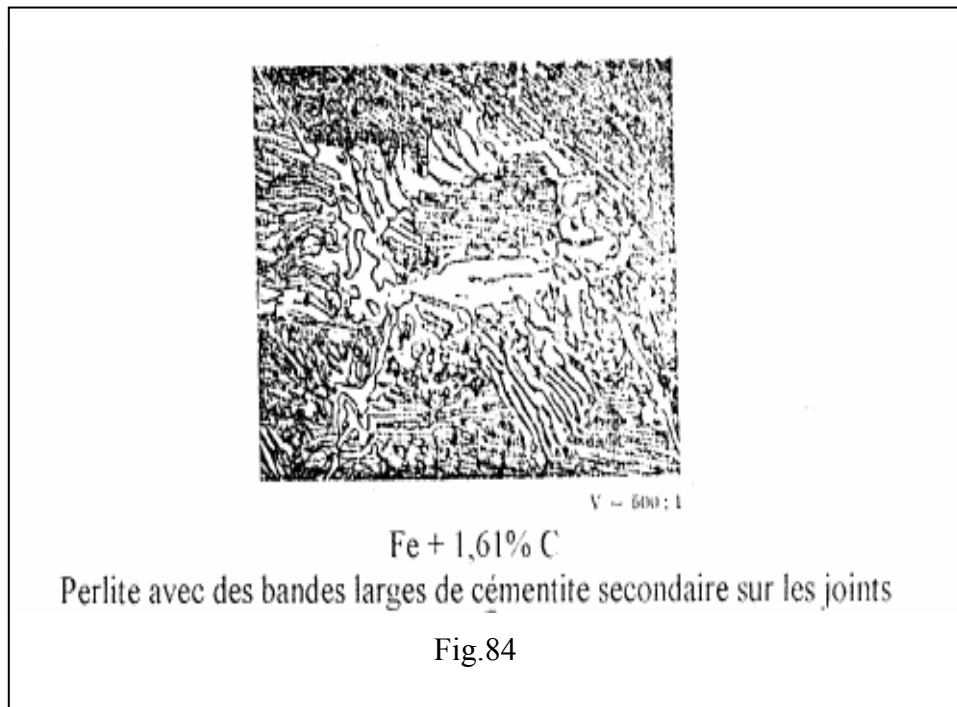 V ~ 500 : 1
Fe + 1,61% C
Perlite avec des bandes larges de cémentite secondaire sur les joints
Fig.84